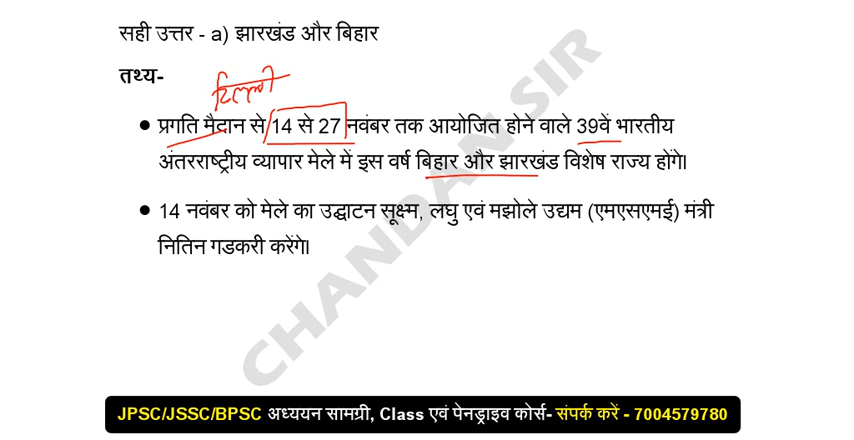 सही उत्तर - a) झारखंड और बिहार
तथ्य-
दिल्ली
● प्रगति मैदान से 14 से 27 नवंबर तक आयोजित होने वाले 39वें भारतीय
अंतरराष्ट्रीय व्यापार मेले में इस वर्ष बिहार और झारखंड विशेष राज्य होंगे।
● 14 नवंबर को मेले का उद्घाटन सूक्ष्म, लघु एवं मझोले उद्यम (एमएसएमई) मंत्री
नितिन गडकरी करेंगे।
CHANDAN SIR
JPSC/JSSC/BPSC अध्ययन सामग्री, Class एवं पेनड्राइव कोर्स- संपर्क करें - 7004579780